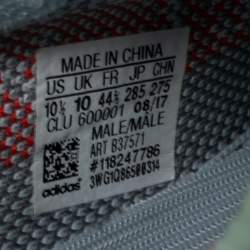 MADE IN CHINA
US UK FR JP CHN
10½ 10 44⅔ 285 275
CLU 600001 08/17
MALE/MALE
ART B37571
#118247786
3WG1Q86500314
adidas